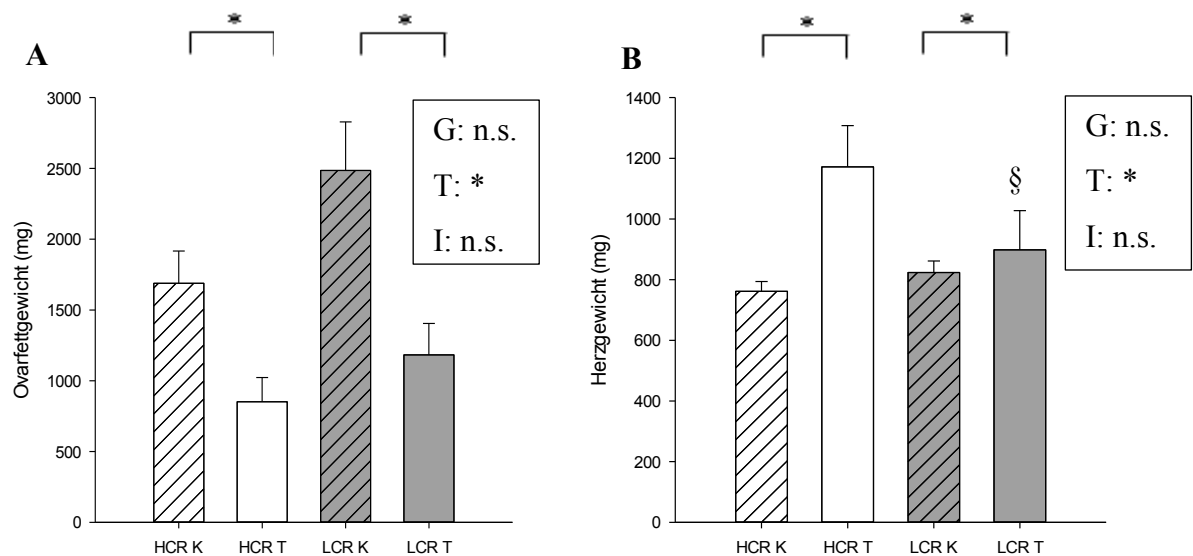 * *
A
3000
2500
2000
1500
1000
500
0
Ovarfettgewicht (mg)
G: n.s.
T: *
I: n.s.
HCR K HCR T LCR K LCR T
* *
B
1400
1200
1000
800
600
400
200
0
Herzgewicht (mg)
§
G: n.s.
T: *
I: n.s.
HCR K HCR T LCR K LCR T